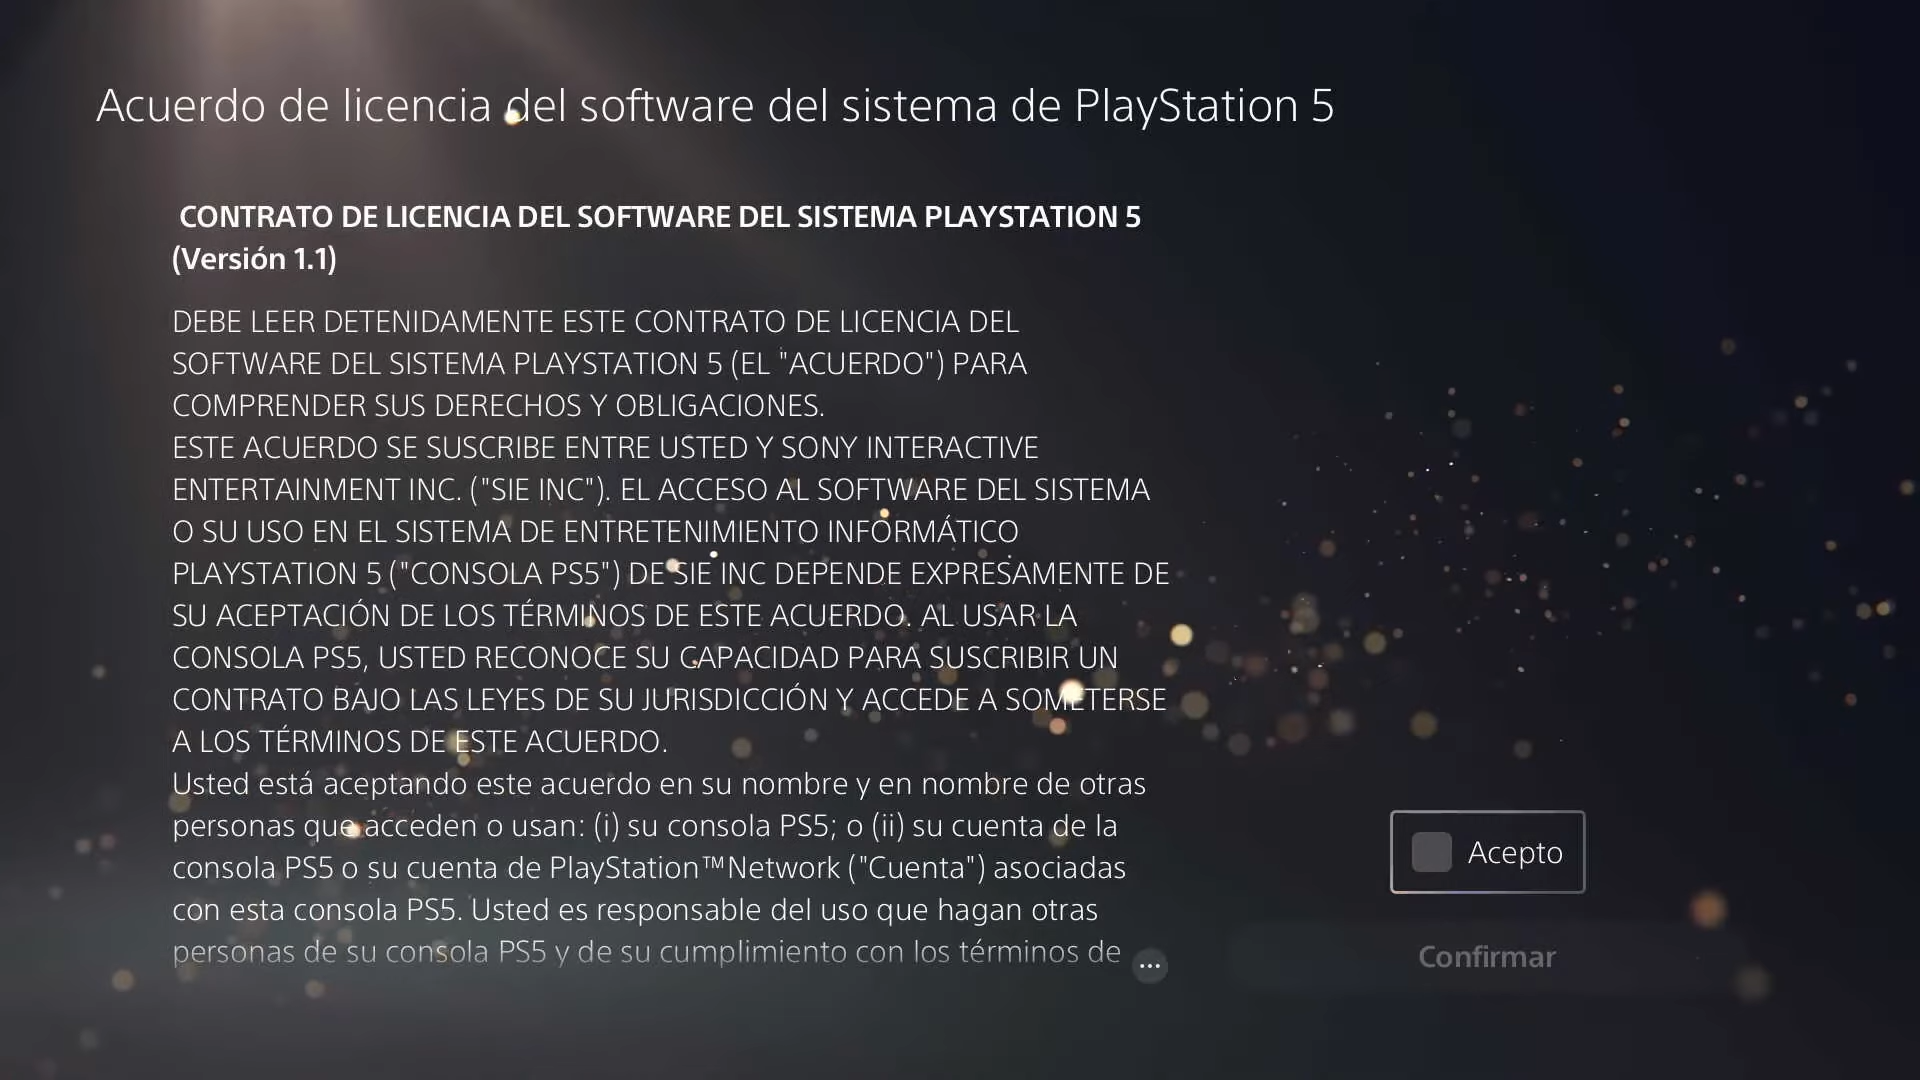 Acuerdo de licencia del software del sistema de PlayStation 5
CONTRATO DE LICENCIA DEL SOFTWARE DEL SISTEMA PLAYSTATION 5
(Versión 1.1)
DEBE LEER DETENIDAMENTE ESTE CONTRATO DE LICENCIA DEL
SOFTWARE DEL SISTEMA PLAYSTATION 5 (EL "ACUERDO") PARA
COMPRENDER SUS DERECHOS Y OBLIGACIONES.
ESTE ACUERDO SE SUSCRIBE ENTRE USTED Y SONY INTERACTIVE
ENTERTAINMENT INC. ("SIE INC"). EL ACCESO AL SOFTWARE DEL SISTEMA
O SU USO EN EL SISTEMA DE ENTRETENIMIENTO INFORMÁTICO
PLAYSTATION 5 ("CONSOLA PS5") DE SIE INC DEPENDE EXPRESAMENTE DE
SU ACEPTACIÓN DE LOS TÉRMINOS DE ESTE ACUERDO. AL USAR LA
CONSOLA PS5, USTED RECONOCE SU CAPACIDAD PARA SUSCRIBIR UN
CONTRATO BAJO LAS LEYES DE SU JURISDICCIÓN Y ACCEDE A SOMETERSE
A LOS TÉRMINOS DE ESTE ACUERDO.
Usted está aceptando este acuerdo en su nombre y en nombre de otras
personas que acceden o usan: (i) su consola PS5; o (ii) su cuenta de la
consola PS5 o su cuenta de PlayStation™Network ("Cuenta") asociadas
con esta consola PS5. Usted es responsable del uso que hagan otras
personas de su consola PS5 y de su cumplimiento con los términos de
Acepto
Confirmar